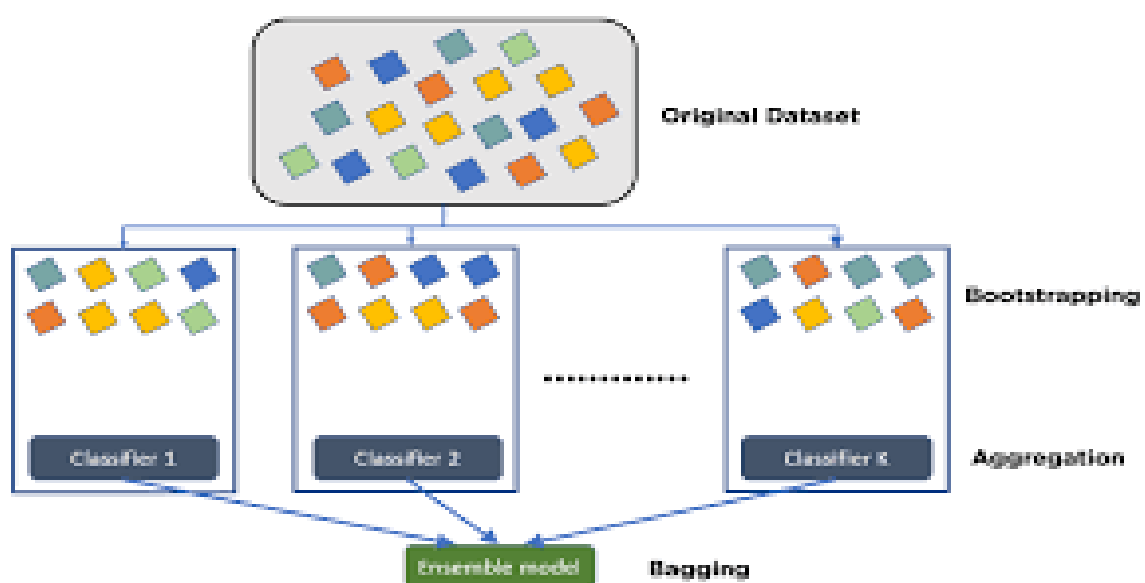 Original Dataset
Bootstrapping
Classifier 1
Classifier 2
Classifier K
Aggregation
Ensemble model
Bagging